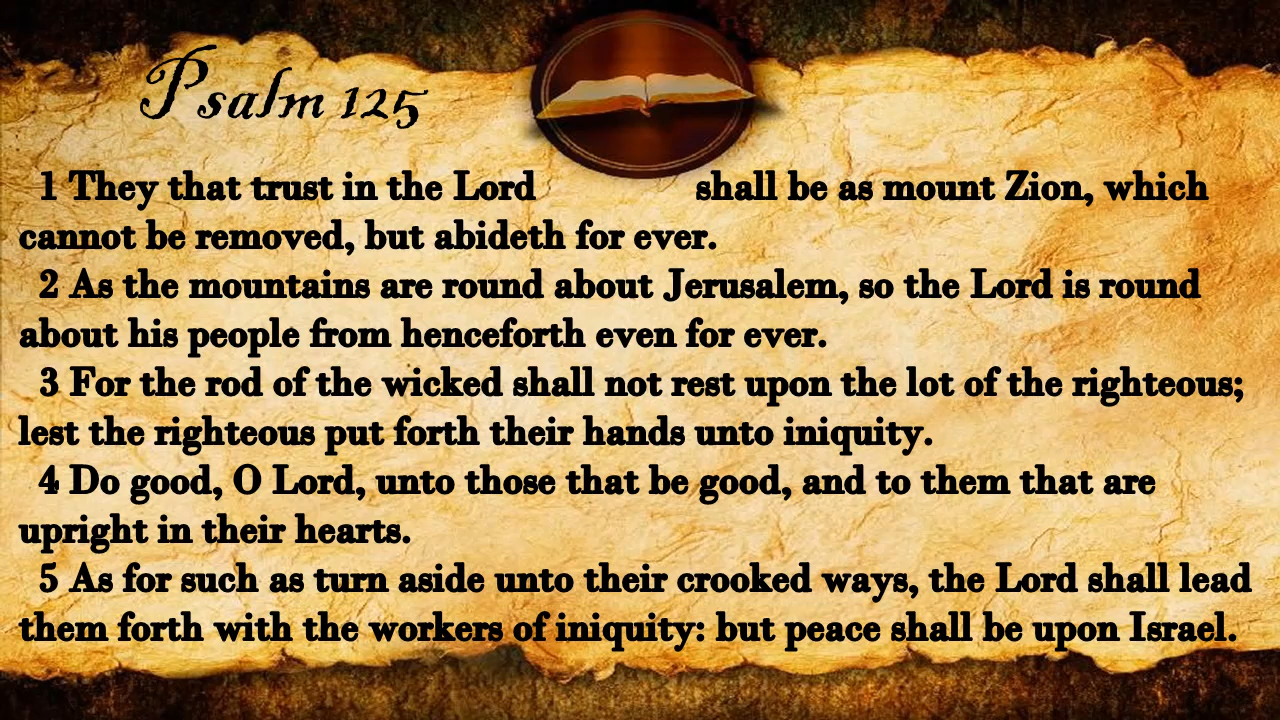 Psalm 125
1 They that trust in the Lord shall be as mount Zion, which
cannot be removed, but abideth for ever.
2 As the mountains are round about Jerusalem, so the Lord is round
about his people from henceforth even for ever.
3 For the rod of the wicked shall not rest upon the lot of the righteous;
lest the righteous put forth their hands unto iniquity.
4 Do good, O Lord, unto those that be good, and to them that are
upright in their hearts.
5 As for such as turn aside unto their crooked ways, the Lord shall lead
them forth with the workers of iniquity: but peace shall be upon Israel.